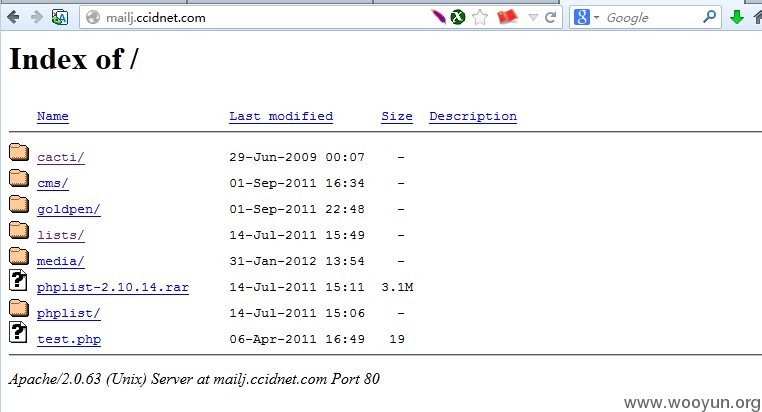 mailj.ccidnet.com
Google
Index of /
Name Last modified Size Description
cacti/ 29-Jun-2009 00:07 -
cms/ 01-Sep-2011 16:34 -
goldpen/ 01-Sep-2011 22:48 -
lists/ 14-Jul-2011 15:49 -
media/ 31-Jan-2012 13:54 -
phplist-2.10.14.rar 14-Jul-2011 15:11 3.1M
phplist/ 14-Jul-2011 15:06 -
test.php 06-Apr-2011 16:49 19
Apache/2.0.63 (Unix) Server at mailj.ccidnet.com Port 80
www.wooyun.org